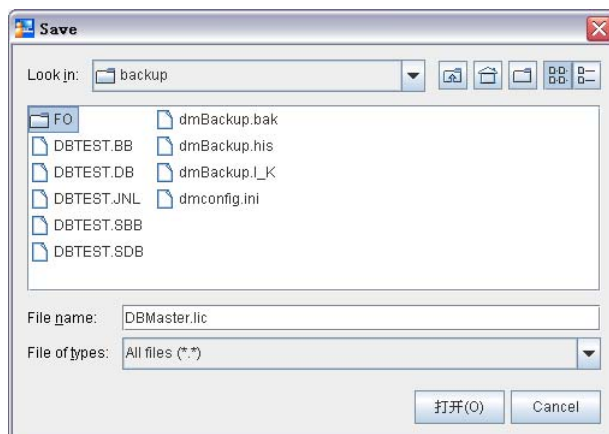 Save
Look in: backup
FO
DBTEST.BB
DBTEST.DB
DBTEST.JNL
DBTEST.SBB
DBTEST.SDB
dmBackup.bak
dmBackup.his
dmBackup.I_K
dmconfig.ini
File name: DBMaster.lic
File of types: All files (*.*)
打开(O) Cancel